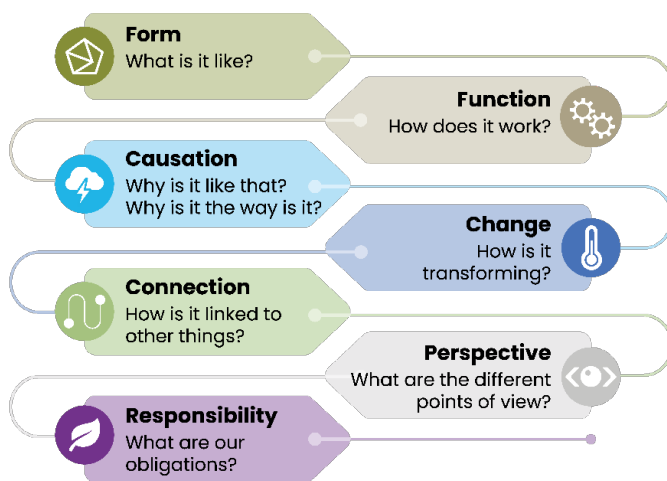 Form
What is it like?
Function
How does it work?
Causation
Why is it like that?
Why is it the way is it?
Change
How is it
transforming?
Connection
How is it linked to
other things?
Perspective
What are the different
points of view?
Responsibility
What are our
obligations?